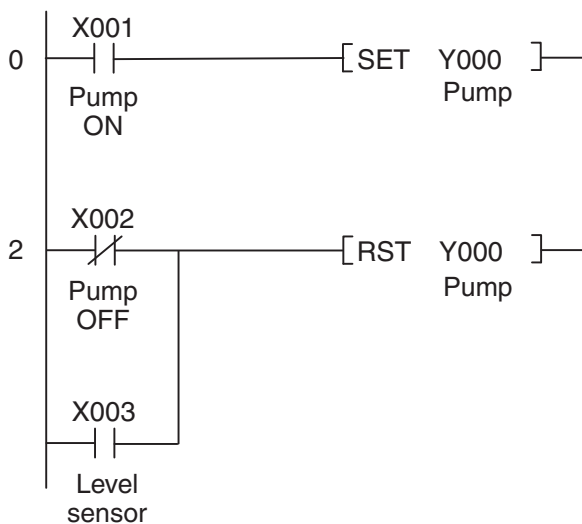 X001
0 SET Y000
Pump ON
Pump
X002
2 RST Y000
Pump OFF
Pump
X003
Level sensor